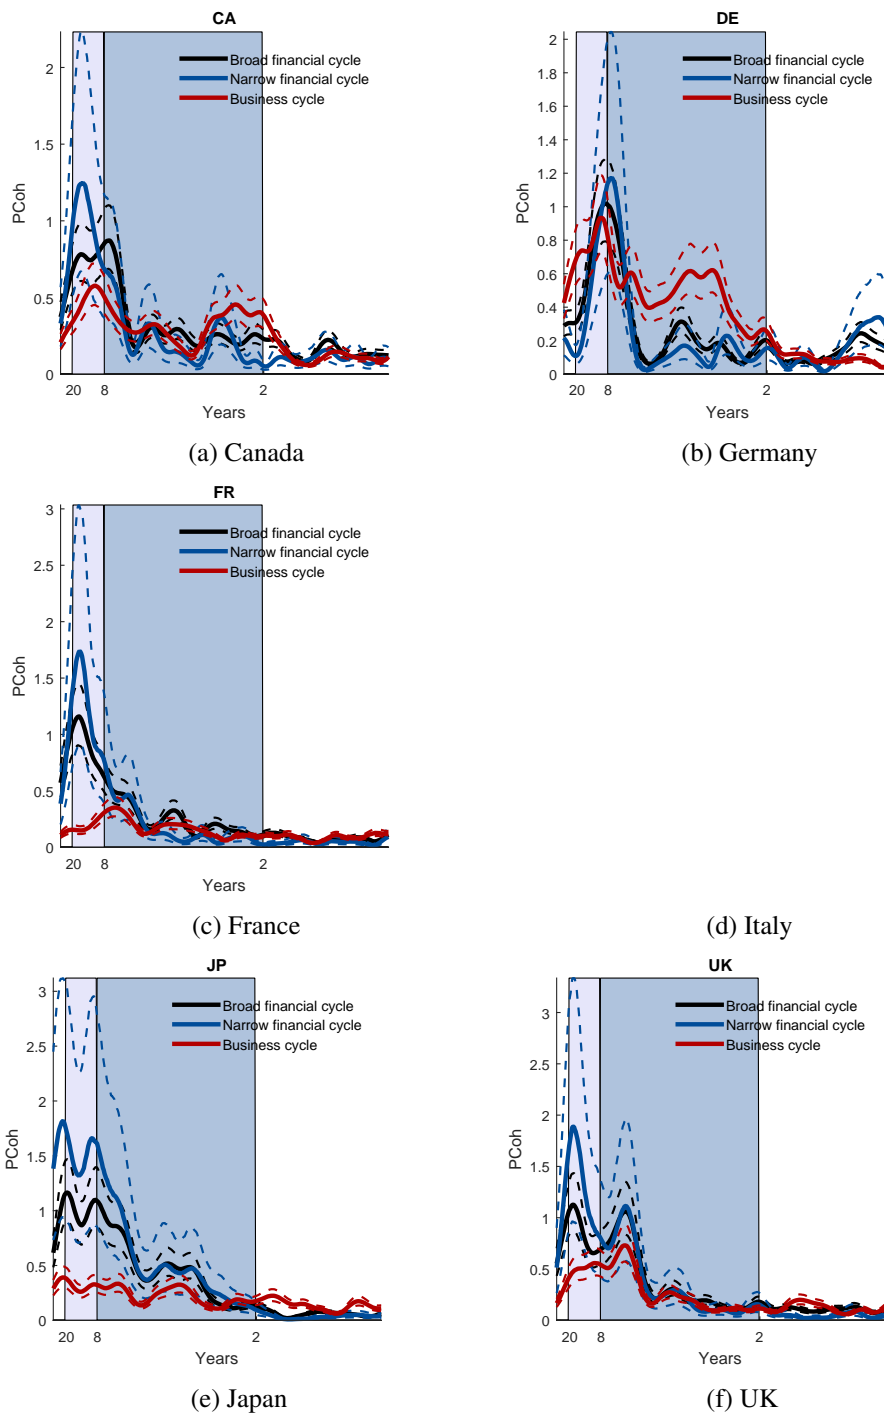 CA
2
1.5
1
0.5
0
PCoh
Broad financial cycle
Narrow financial cycle
Business cycle
20 8 2
Years
(a) Canada
DE
2
1.8
1.6
1.4
1.2
1
0.8
0.6
0.4
0.2
0
PCoh
Broad financial cycle
Narrow financial cycle
Business cycle
20 8 2
Years
(b) Germany
FR
3
2.5
2
1.5
1
0.5
0
PCoh
Broad financial cycle
Narrow financial cycle
Business cycle
20 8 2
Years
(c) France
(d) Italy
JP
3
2.5
2
1.5
1
0.5
0
PCoh
Broad financial cycle
Narrow financial cycle
Business cycle
20 8 2
Years
(e) Japan
UK
3
2.5
2
1.5
1
0.5
0
PCoh
Broad financial cycle
Narrow financial cycle
Business cycle
20 8 2
Years
(f) UK